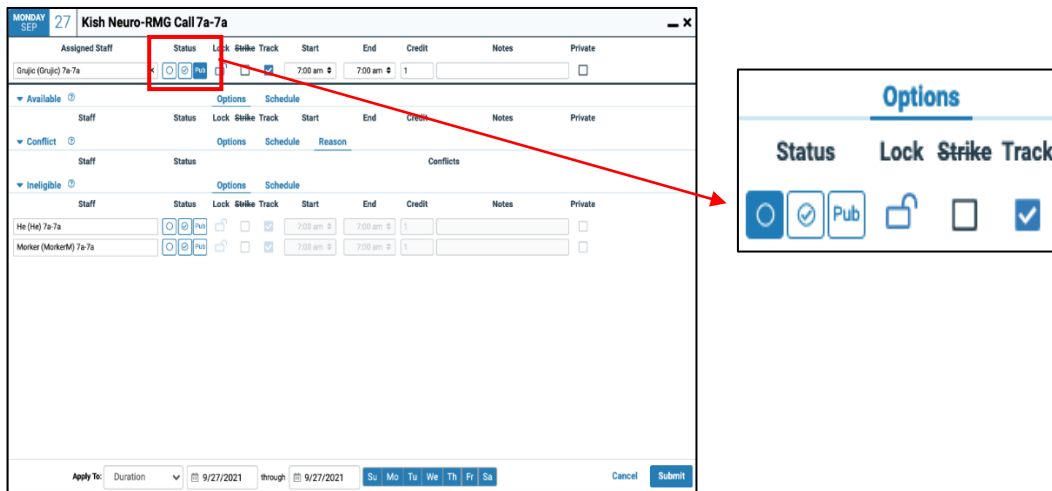 MONDAY SEP 27 Kish Neuro-RMG Call 7a-7a
Assigned Staff Status Lock Strike Track Start End Credit Notes Private
Grujic (Grujic) 7a-7a Pub 7:00 am 7:00 am 1
Available Options Schedule
Staff Status Lock Strike Track Start End Credit Notes Private
Conflict Options Schedule Reason
Staff Status Conflicts
Ineligible Options Schedule
Staff Status Lock Strike Track Start End Credit Notes Private
He (He) 7a-7a Pub 7:00 am 7:00 am 1
Morker (MorkerM) 7a-7a Pub 7:00 am 7:00 am 1
Apply To: Duration 9/27/2021 through 9/27/2021 Su Mo Tu We Th Fr Sa Cancel Submit
Options
Status Lock Strike Track
Pub